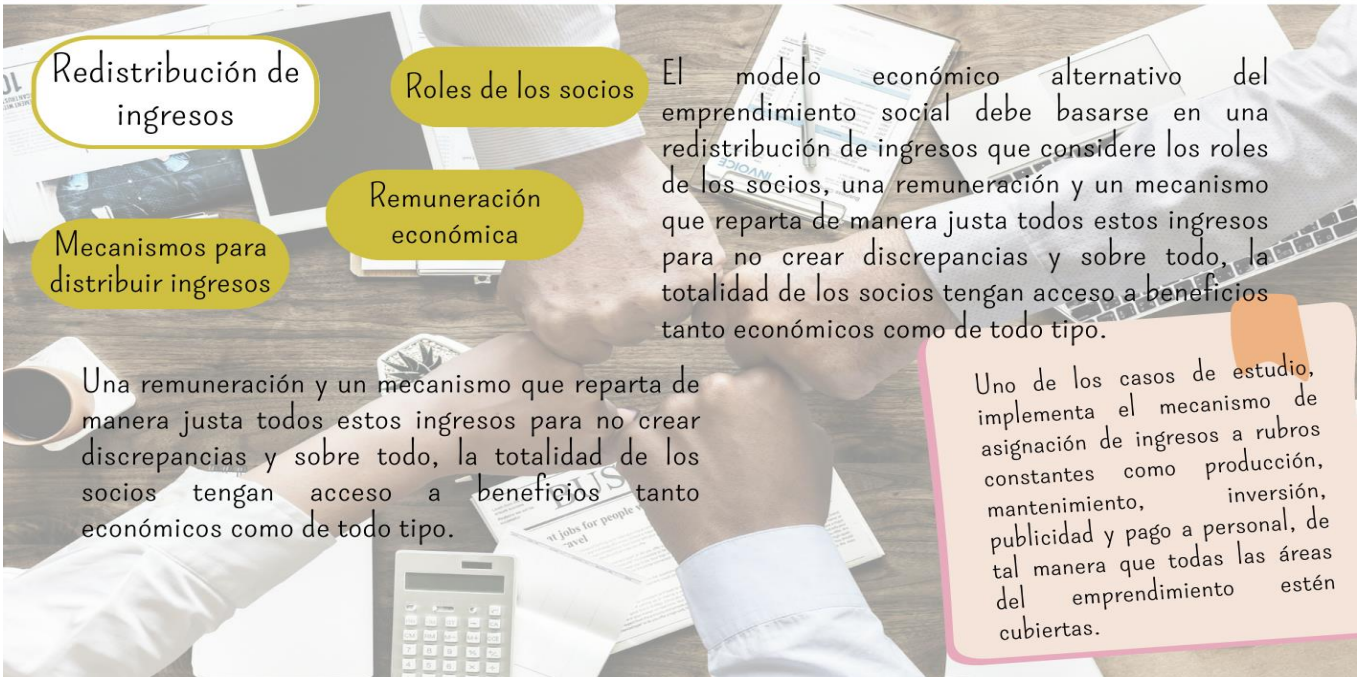 Redistribución de
ingresos
Roles de los socios
Remuneración
económica
Mecanismos para
distribuir ingresos
El modelo económico alternativo del
emprendimiento social debe basarse en una
redistribución de ingresos que considere los roles
de los socios, una remuneración y un mecanismo
que reparta de manera justa todos estos ingresos
para no crear discrepancias y sobre todo, la
totalidad de los socios tengan acceso a beneficios
tanto económicos como de todo tipo.
Una remuneración y un mecanismo que reparta de
manera justa todos estos ingresos para no crear
discrepancias y sobre todo, la totalidad de los
socios tengan acceso a beneficios tanto
económicos como de todo tipo.
Uno de los casos de estudio,
implementa el mecanismo de
asignación de ingresos a rubros
constantes como producción,
mantenimiento, inversión,
publicidad y pago a personal, de
tal manera que todas las áreas
del emprendimiento estén
cubiertas.
INVOICE
at jobs for people